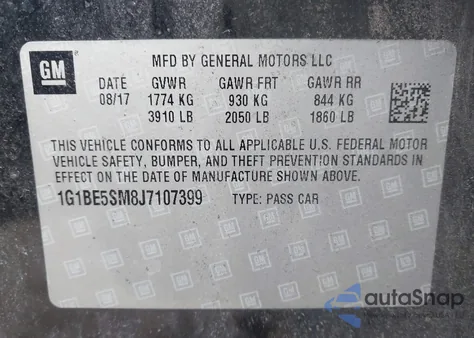 GM
MFD BY GENERAL MOTORS LLC
DATE GVWR GAWR FRT GAWR RR
08/17 1774 KG 930 KG 844 KG
3910 LB 2050 LB 1860 LB
THIS VEHICLE CONFORMS TO ALL APPLICABLE U.S. FEDERAL MOTOR
VEHICLE SAFETY, BUMPER, AND THEFT PREVENTION STANDARDS IN
EFFECT ON THE DATE OF MANUFACTURE SHOWN ABOVE.
1G1BE5SM8J7107399 TYPE: PASS CAR
autoSnap